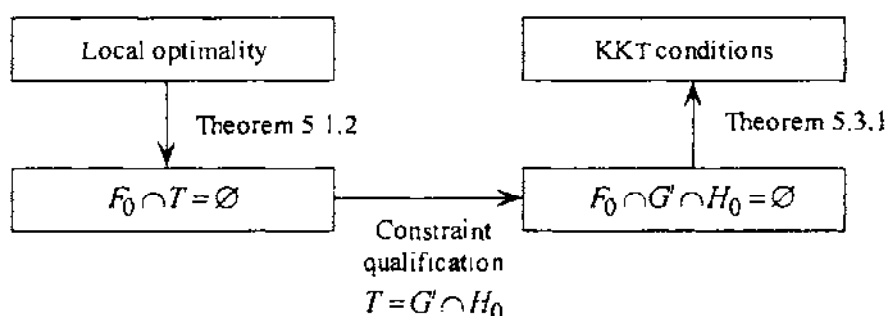 Local optimality
KKT conditions
Theorem 5 1.2
Theorem 5.3.1
F₀ ∩ T = ∅
F₀ ∩ G' ∩ H₀ = ∅
Constraint
qualification
T = G' ∩ H₀